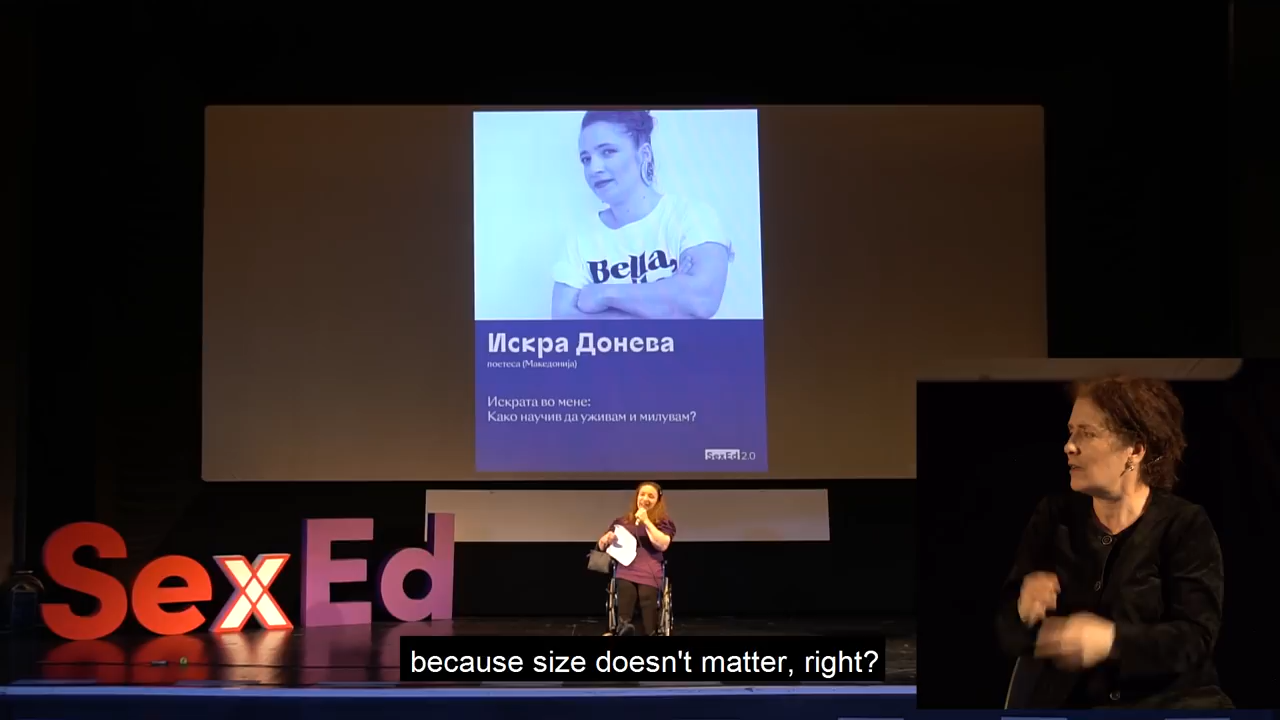 Bella,
Искра Донева
поетеса (Македонија)
Искрата во мене:
Како научив да уживам и милувам?
SexEd 2.0
SexEd
because size doesn't matter, right?